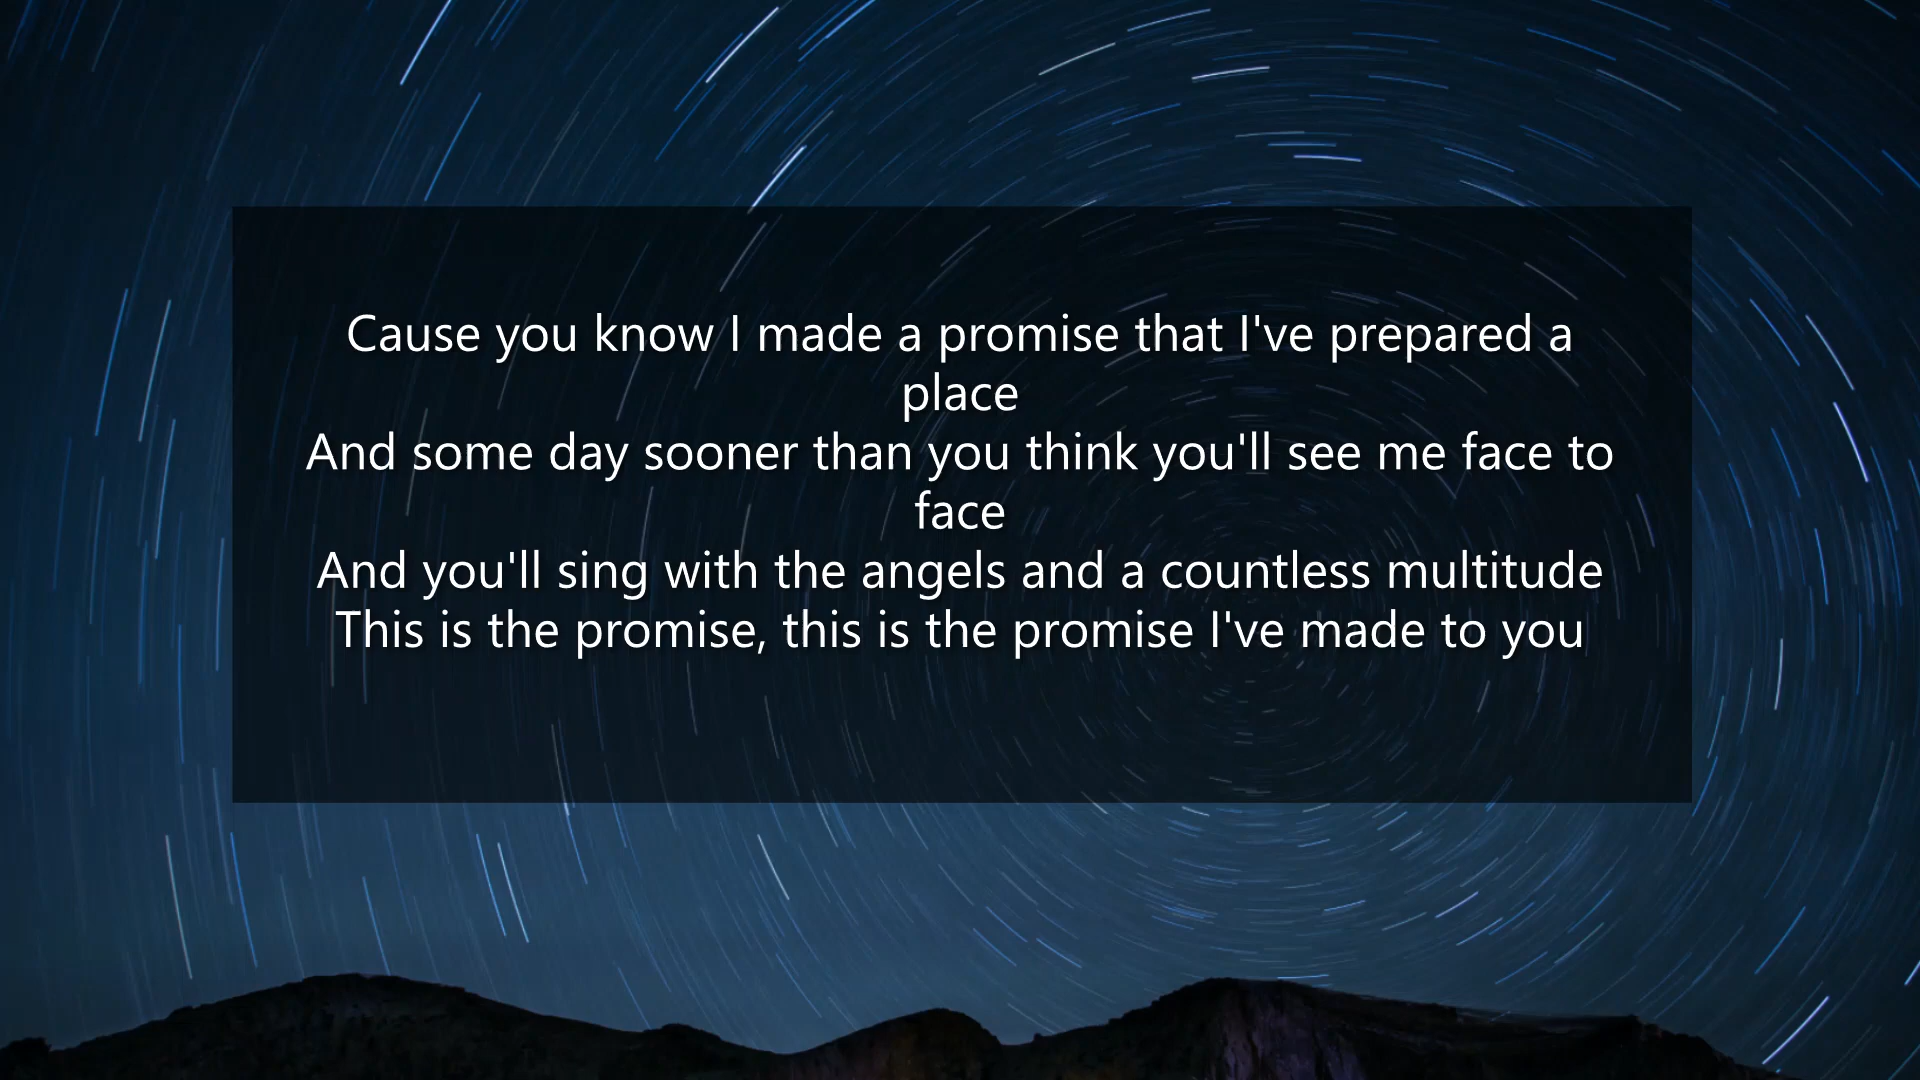 Cause you know I made a promise that I've prepared a
place
And some day sooner than you think you'll see me face to
face
And you'll sing with the angels and a countless multitude
This is the promise, this is the promise I've made to you